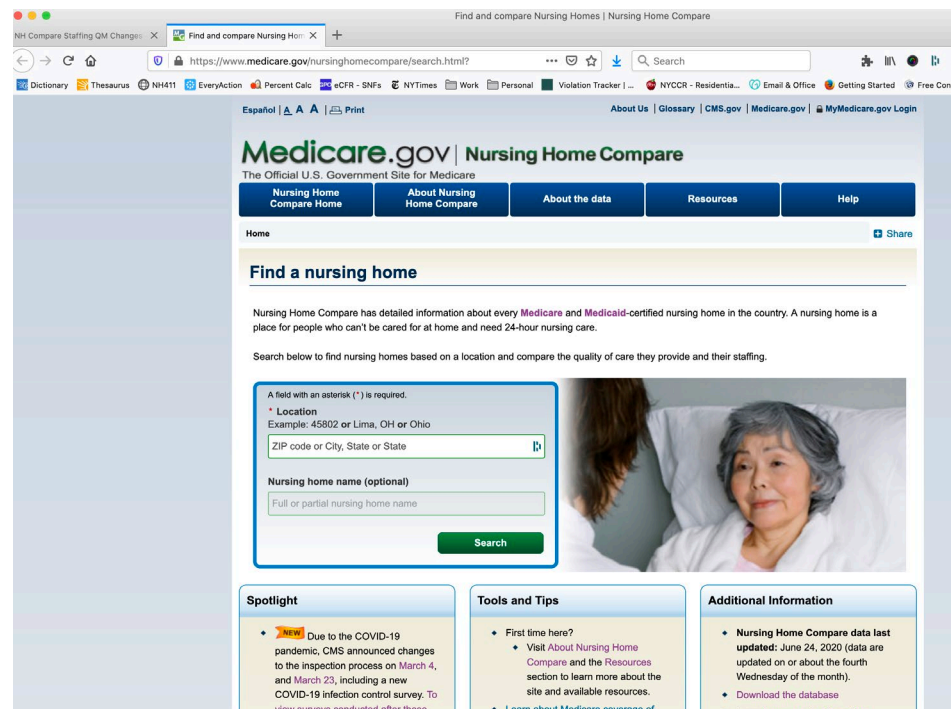 Find and compare Nursing Homes | Nursing Home Compare
NH Compare Staffing QM Changes
Find and compare Nursing Hom
https://www.medicare.gov/nursinghomecompare/search.html?
Search
Dictionary Thesaurus NH411 EveryAction Percent Calc eCFR - SNFs NYTimes Work Personal Violation Tracker | ... NYCCR - Residentia... Email & Office Getting Started Free Con
Español | A A A | Print
About Us | Glossary | CMS.gov | Medicare.gov | MyMedicare.gov Login
Medicare.gov | Nursing Home Compare
The Official U.S. Government Site for Medicare
Nursing Home Compare Home
About Nursing Home Compare
About the data
Resources
Help
Home
Share
Find a nursing home
Nursing Home Compare has detailed information about every Medicare and Medicaid-certified nursing home in the country. A nursing home is a
place for people who can't be cared for at home and need 24-hour nursing care.
Search below to find nursing homes based on a location and compare the quality of care they provide and their staffing.
A field with an asterisk (*) is required.
* Location
Example: 45802 or Lima, OH or Ohio
ZIP code or City, State or State
Nursing home name (optional)
Full or partial nursing home name
Search
Spotlight
NEW Due to the COVID-19
pandemic, CMS announced changes
to the inspection process on March 4,
and March 23, including a new
COVID-19 infection control survey. To
view surveys conducted after these
Tools and Tips
First time here?
Visit About Nursing Home
Compare and the Resources
section to learn more about the
site and available resources.
Learn about Medicare coverage of
Additional Information
Nursing Home Compare data last
updated: June 24, 2020 (data are
updated on or about the fourth
Wednesday of the month).
Download the database